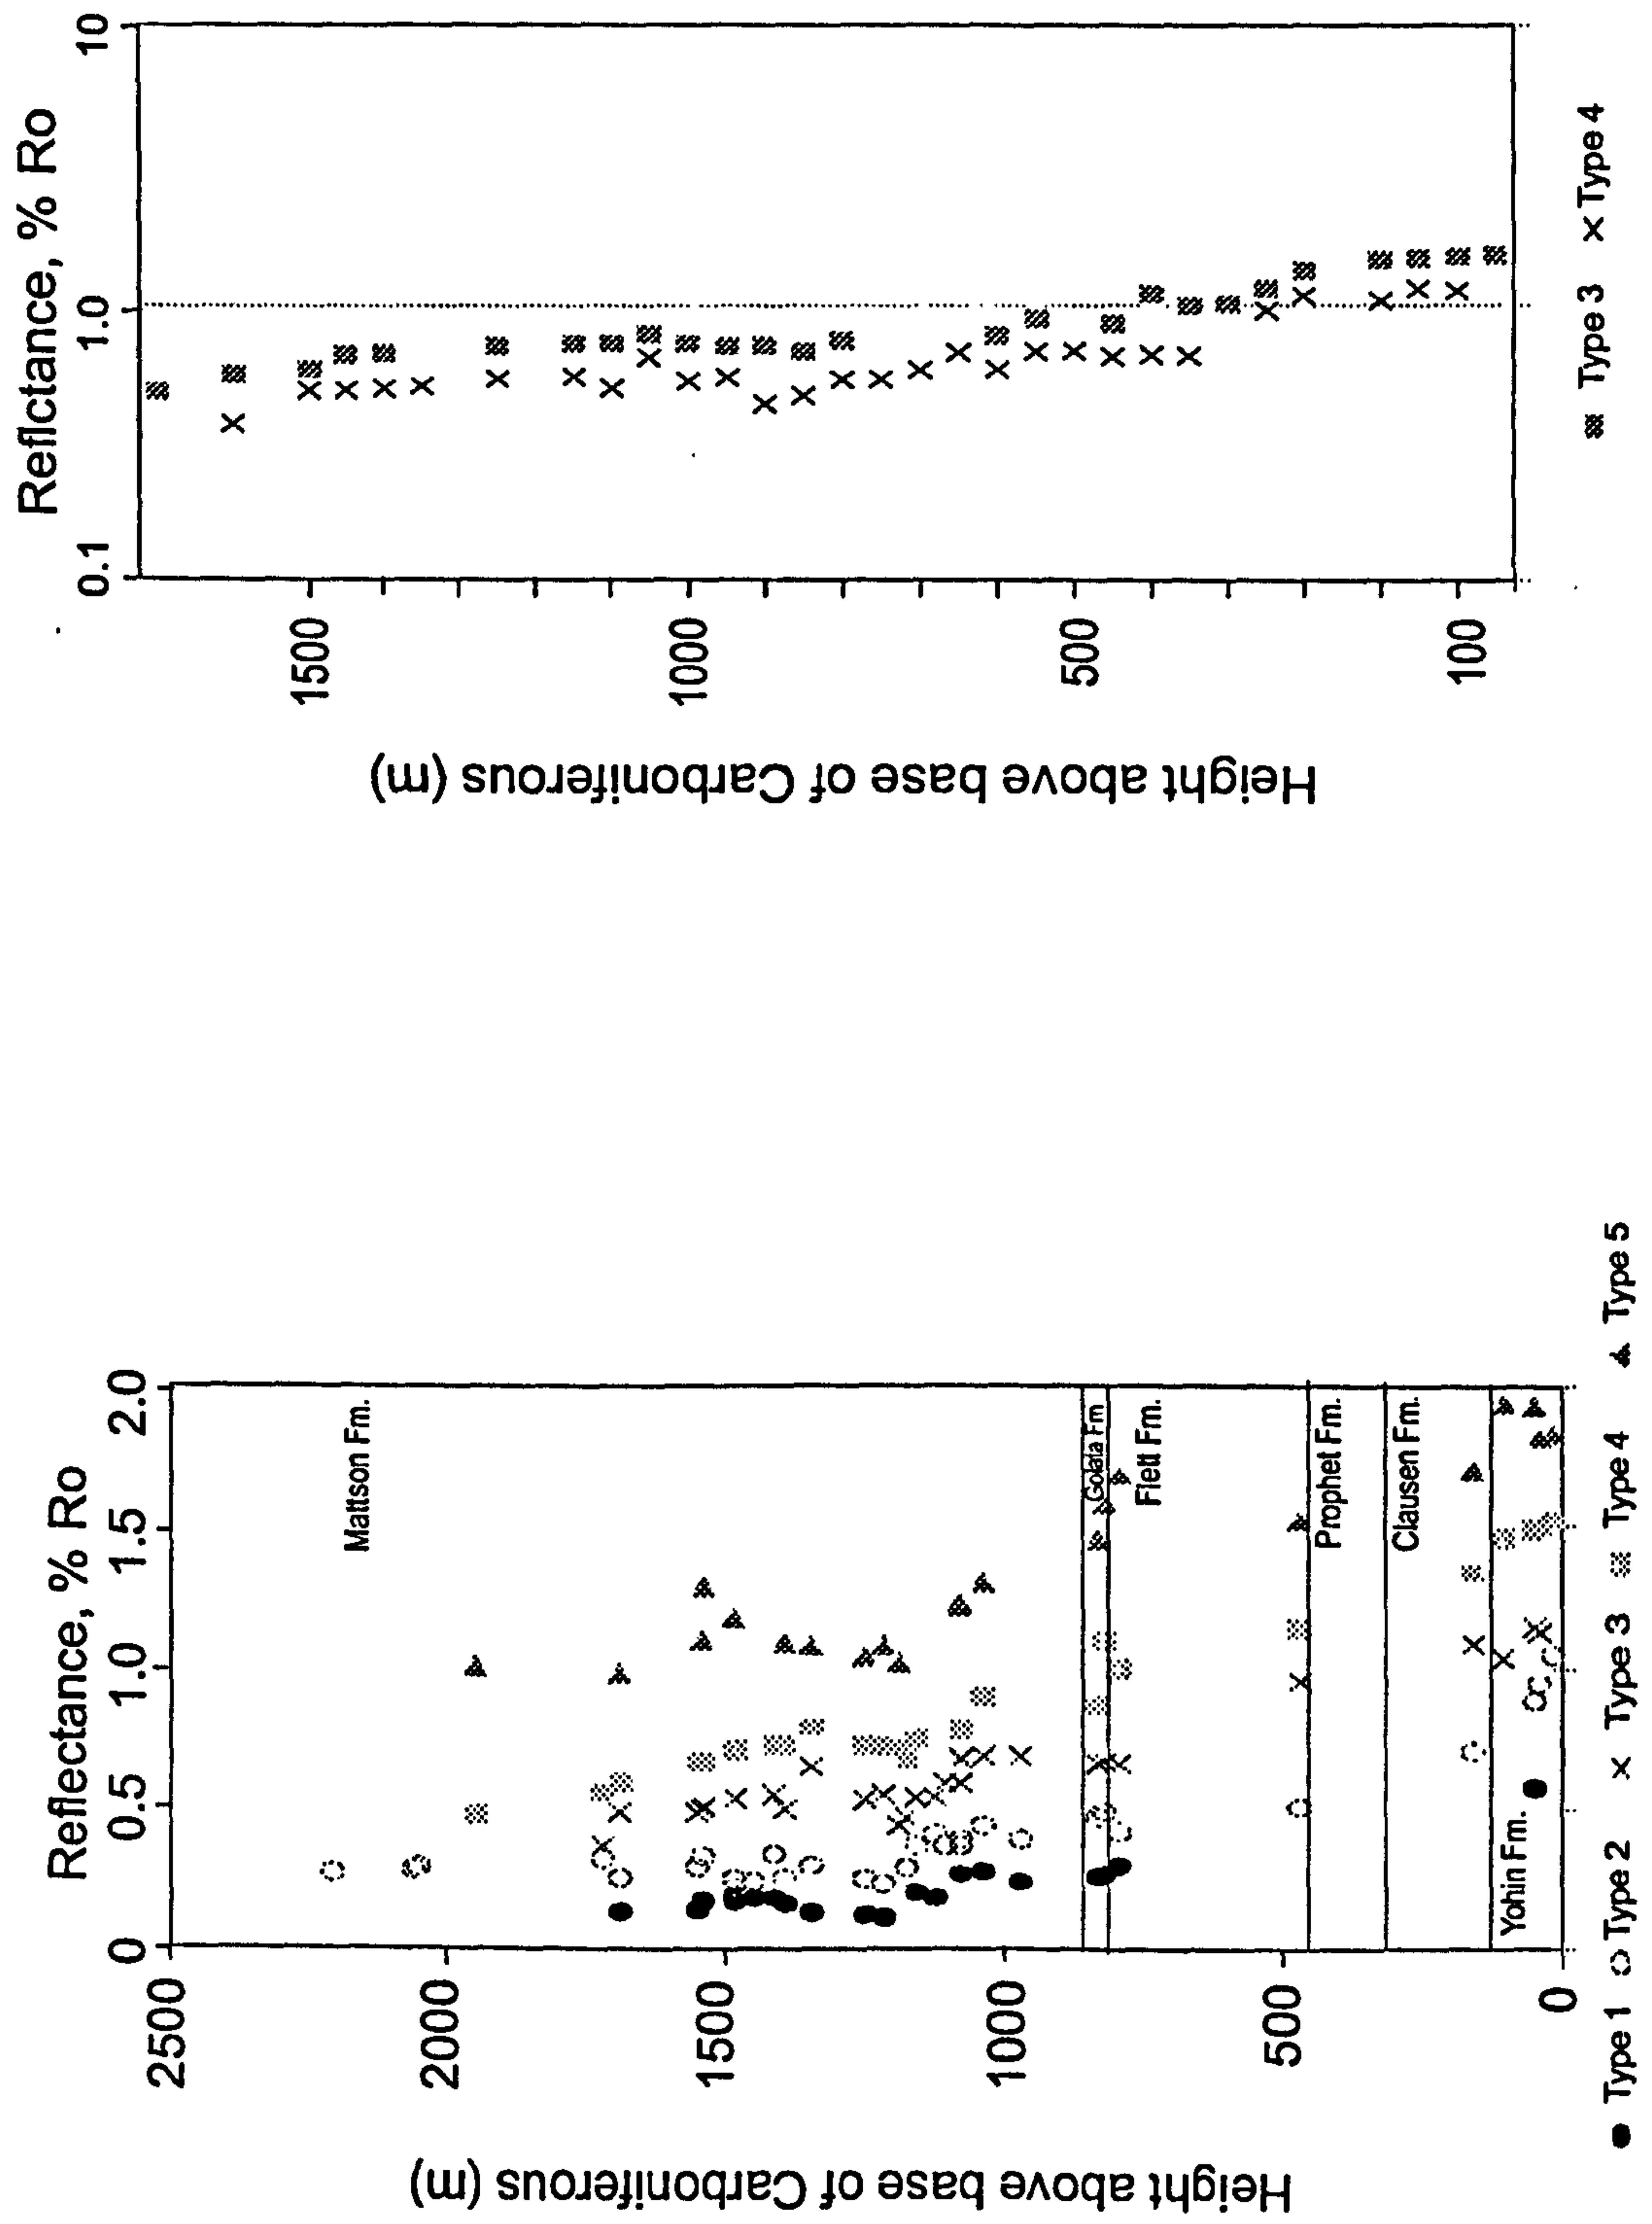 Reflectance, % Ro
0 0.5 1.0 1.5 2.0
2500
2000
1500
1000
500
0
Height above base of Carboniferous (m)
Mattson Fm.
Golata Fm
Flett Fm.
Prophet Fm.
Clausen Fm.
Yohin Fm.
Type 1 Type 2 Type 3 Type 4 Type 5
Reflctance, % Ro
0.1 1.0 10
1500
1000
500
100
Height above base of Carboniferous (m)
Type 3 Type 4